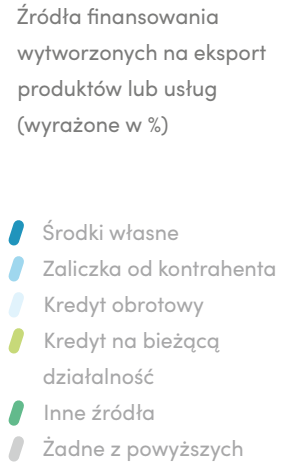 Źródła finansowania
wytworzonych na eksport
produktów lub usług
(wyrażone w %)
Środki własne
Zaliczka od kontrahenta
Kredyt obrotowy
Kredyt na bieżącą
działalność
Inne źródła
Żadne z powyższych